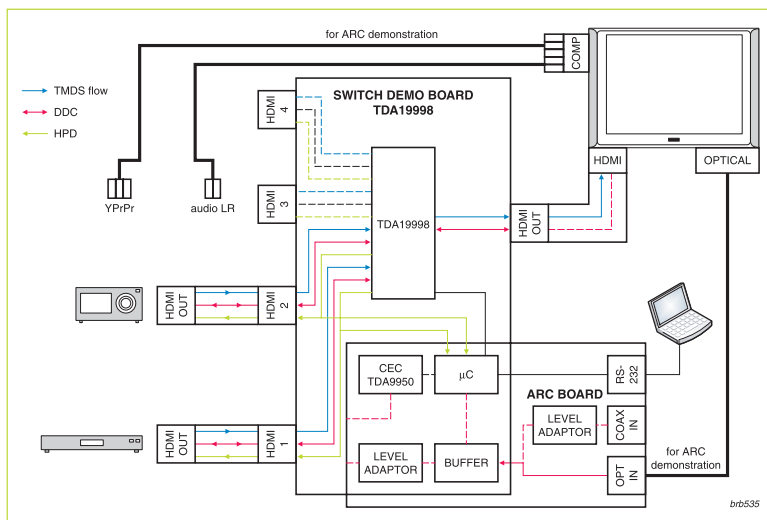 for ARC demonstration
COMP
TMDS flow
DDC
HPD
SWITCH DEMO BOARD
TDA19998
HDMI
4
HDMI
3
YPrPr
audio LR
TDA19998
HDMI
OPTICAL
HDMI
OUT
HDMI
OUT
HDMI
2
CEC
TDA9950
μC
RS-
232
ARC BOARD
LEVEL
ADAPTOR
COAX
IN
HDMI
OUT
HDMI
1
LEVEL
ADAPTOR
BUFFER
OPT
IN
for ARC
demonstration
brb535